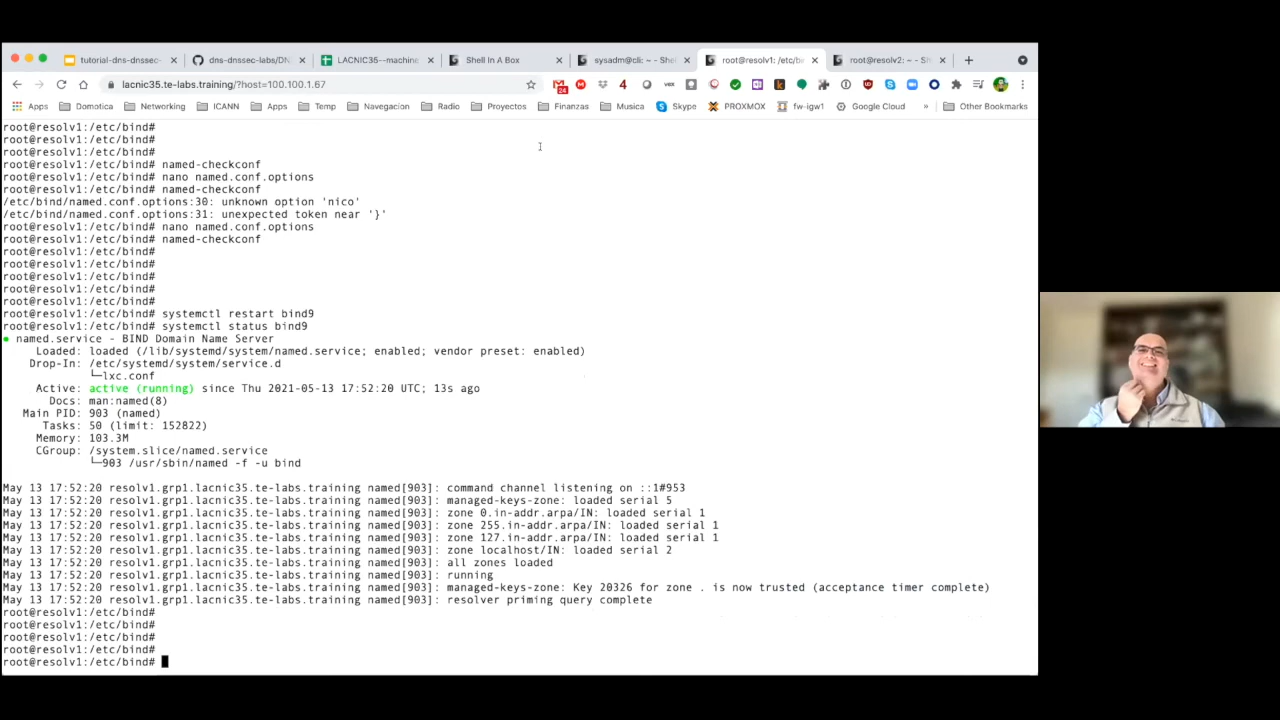 tutorial-dns-dnssec-
dns-dnssec-labs/DN
LACNIC35--machine
Shell In A Box
sysadm@cli: ~ - She
root@resolv1: /etc/bi
root@resolv2: ~ - Sh
lacnic35.te-labs.training/?host=100.100.1.67
24
4
Apps Domotica Networking ICANN Apps Temp Navegacion Radio Proyectos Finanzas Musica Skype PROXMOX fw-igw1 Google Cloud » Other Bookmarks
root@resolv1:/etc/bind#
root@resolv1:/etc/bind#
root@resolv1:/etc/bind#
root@resolv1:/etc/bind# named-checkconf
root@resolv1:/etc/bind# nano named.conf.options
root@resolv1:/etc/bind# named-checkconf
/etc/bind/named.conf.options:30: unknown option 'nico'
/etc/bind/named.conf.options:31: unexpected token near '}'
root@resolv1:/etc/bind# nano named.conf.options
root@resolv1:/etc/bind# named-checkconf
root@resolv1:/etc/bind#
root@resolv1:/etc/bind#
root@resolv1:/etc/bind#
root@resolv1:/etc/bind#
root@resolv1:/etc/bind#
root@resolv1:/etc/bind# systemctl restart bind9
root@resolv1:/etc/bind# systemctl status bind9
● named.service - BIND Domain Name Server
Loaded: loaded (/lib/systemd/system/named.service; enabled; vendor preset: enabled)
Drop-In: /etc/systemd/system/service.d
└─lxc.conf
Active: active (running) since Thu 2021-05-13 17:52:20 UTC; 13s ago
Docs: man:named(8)
Main PID: 903 (named)
Tasks: 50 (limit: 152822)
Memory: 103.3M
CGroup: /system.slice/named.service
└─903 /usr/sbin/named -f -u bind
May 13 17:52:20 resolv1.grp1.lacnic35.te-labs.training named[903]: command channel listening on ::1#953
May 13 17:52:20 resolv1.grp1.lacnic35.te-labs.training named[903]: managed-keys-zone: loaded serial 5
May 13 17:52:20 resolv1.grp1.lacnic35.te-labs.training named[903]: zone 0.in-addr.arpa/IN: loaded serial 1
May 13 17:52:20 resolv1.grp1.lacnic35.te-labs.training named[903]: zone 255.in-addr.arpa/IN: loaded serial 1
May 13 17:52:20 resolv1.grp1.lacnic35.te-labs.training named[903]: zone 127.in-addr.arpa/IN: loaded serial 1
May 13 17:52:20 resolv1.grp1.lacnic35.te-labs.training named[903]: zone localhost/IN: loaded serial 2
May 13 17:52:20 resolv1.grp1.lacnic35.te-labs.training named[903]: all zones loaded
May 13 17:52:20 resolv1.grp1.lacnic35.te-labs.training named[903]: running
May 13 17:52:20 resolv1.grp1.lacnic35.te-labs.training named[903]: managed-keys-zone: Key 20326 for zone . is now trusted (acceptance timer complete)
May 13 17:52:20 resolv1.grp1.lacnic35.te-labs.training named[903]: resolver priming query complete
root@resolv1:/etc/bind#
root@resolv1:/etc/bind#
root@resolv1:/etc/bind#
root@resolv1:/etc/bind#
root@resolv1:/etc/bind#